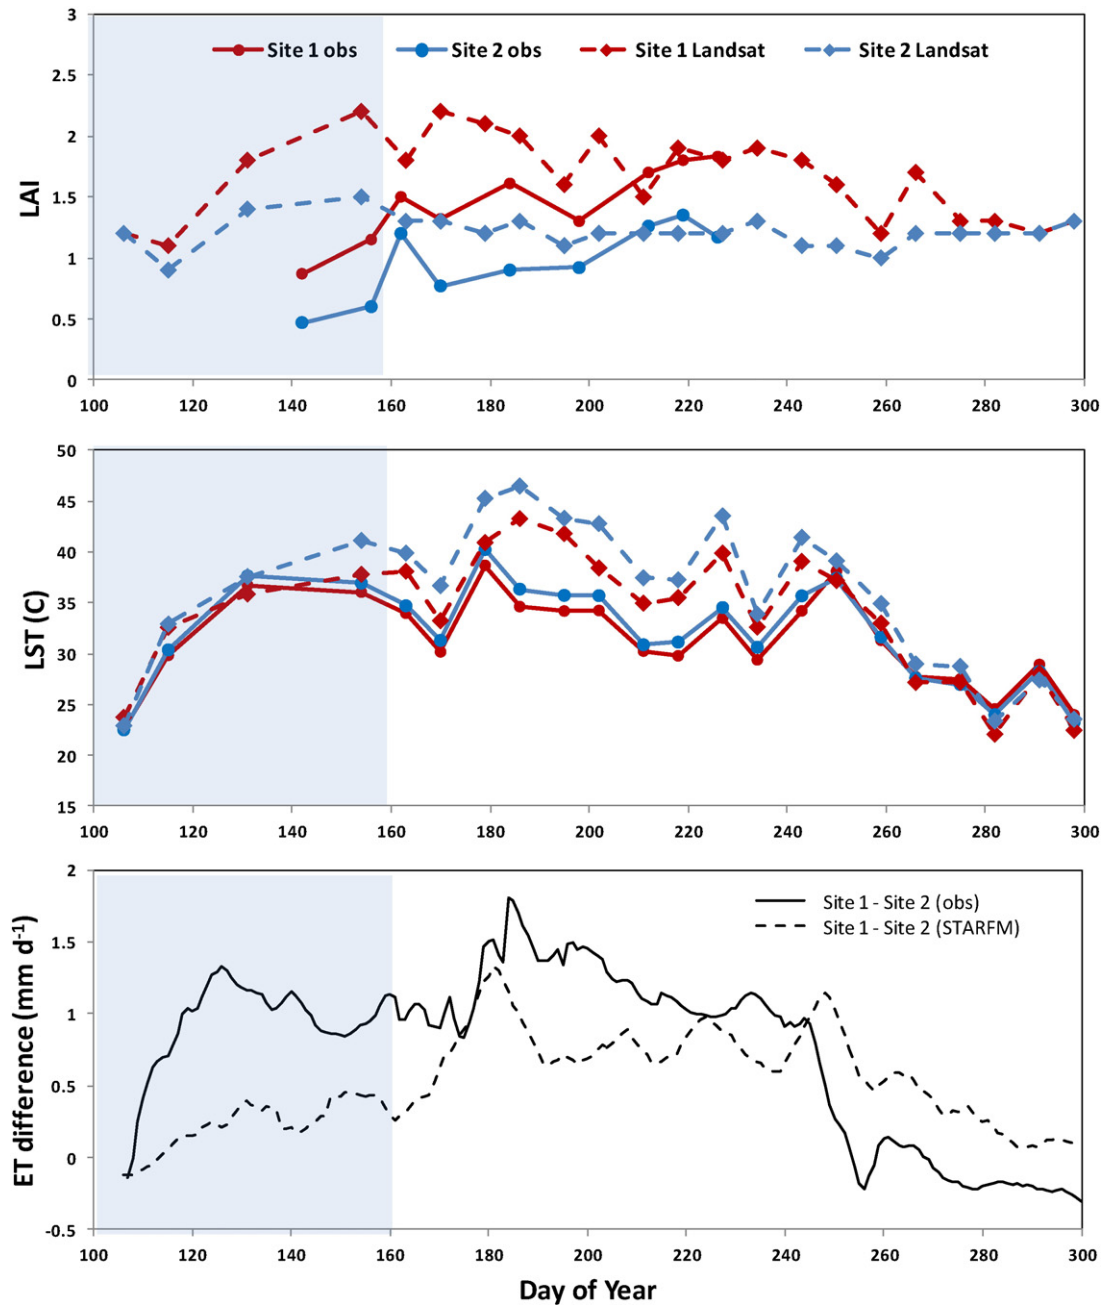 3
2.5
2
1.5
1
0.5
0
LAI
Site 1 obs
Site 2 obs
Site 1 Landsat
Site 2 Landsat
100 120 140 160 180 200 220 240 260 280 300
50
45
40
35
30
25
20
15
LST (C)
100 120 140 160 180 200 220 240 260 280 300
2
1.5
1
0.5
0
-0.5
ET difference (mm d-1)
Site 1 - Site 2 (obs)
Site 1 - Site 2 (STARFM)
100 120 140 160 180 200 220 240 260 280 300
Day of Year